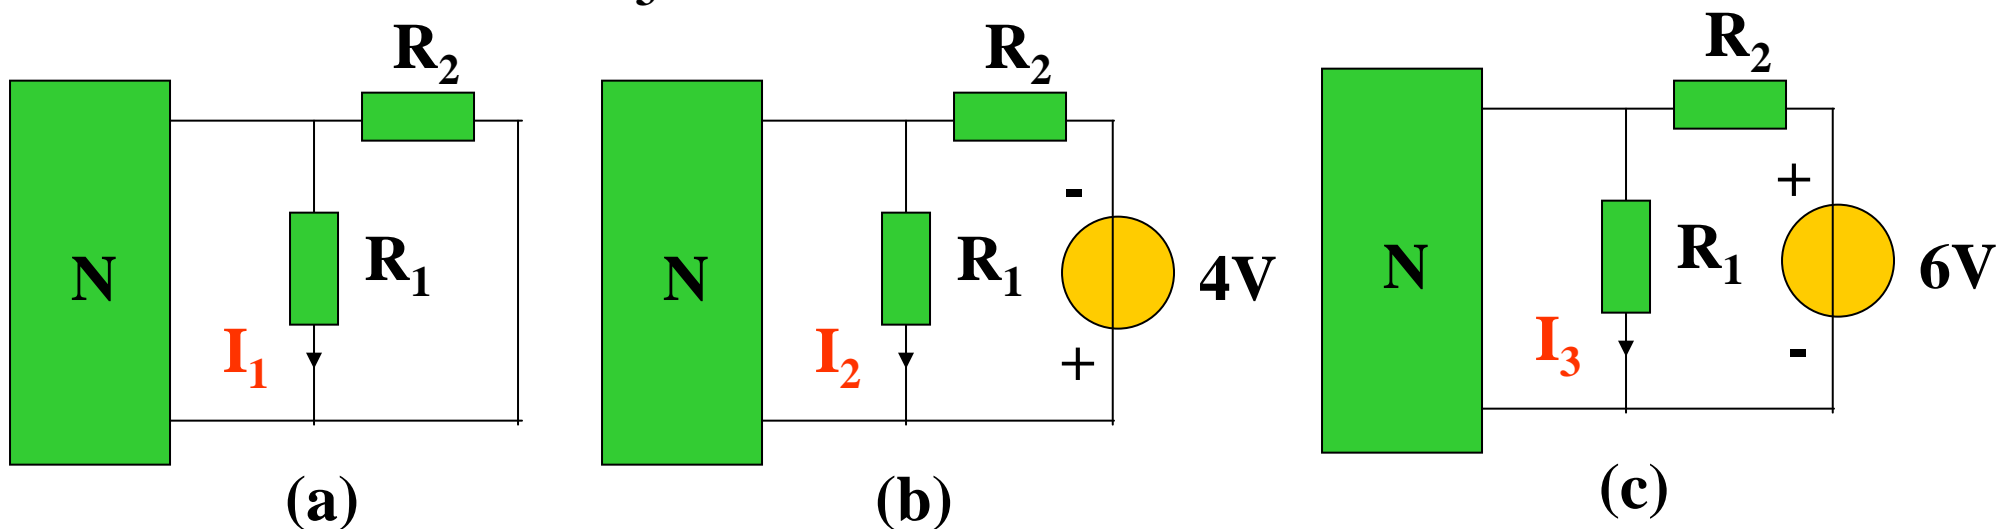 R₂
N
R₁
I₁
(a)
R₂
-
N
R₁
4V
I₂
+
(b)
R₂
+
N
R₁
6V
I₃
-
(c)